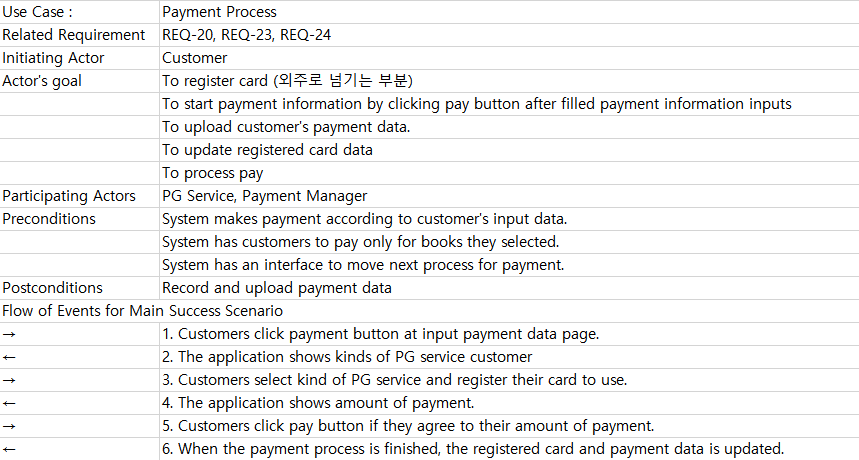 Use Case : Payment Process
Related Requirement REQ-20, REQ-23, REQ-24
Initiating Actor Customer
Actor's goal To register card (외주로 넘기는 부분)
To start payment information by clicking pay button after filled payment information inputs
To upload customer's payment data.
To update registered card data
To process pay
Participating Actors PG Service, Payment Manager
Preconditions System makes payment according to customer's input data.
System has customers to pay only for books they selected.
System has an interface to move next process for payment.
Postconditions Record and upload payment data
Flow of Events for Main Success Scenario
→ 1. Customers click payment button at input payment data page.
← 2. The application shows kinds of PG service customer
→ 3. Customers select kind of PG service and register their card to use.
← 4. The application shows amount of payment.
→ 5. Customers click pay button if they agree to their amount of payment.
← 6. When the payment process is finished, the registered card and payment data is updated.